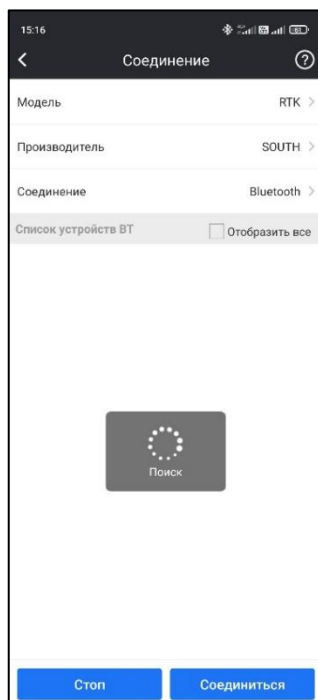 15:16
Соединение
Модель RTK
Производитель SOUTH
Соединение Bluetooth
Список устройств BT Отобразить все
Поиск
Стоп Соединиться